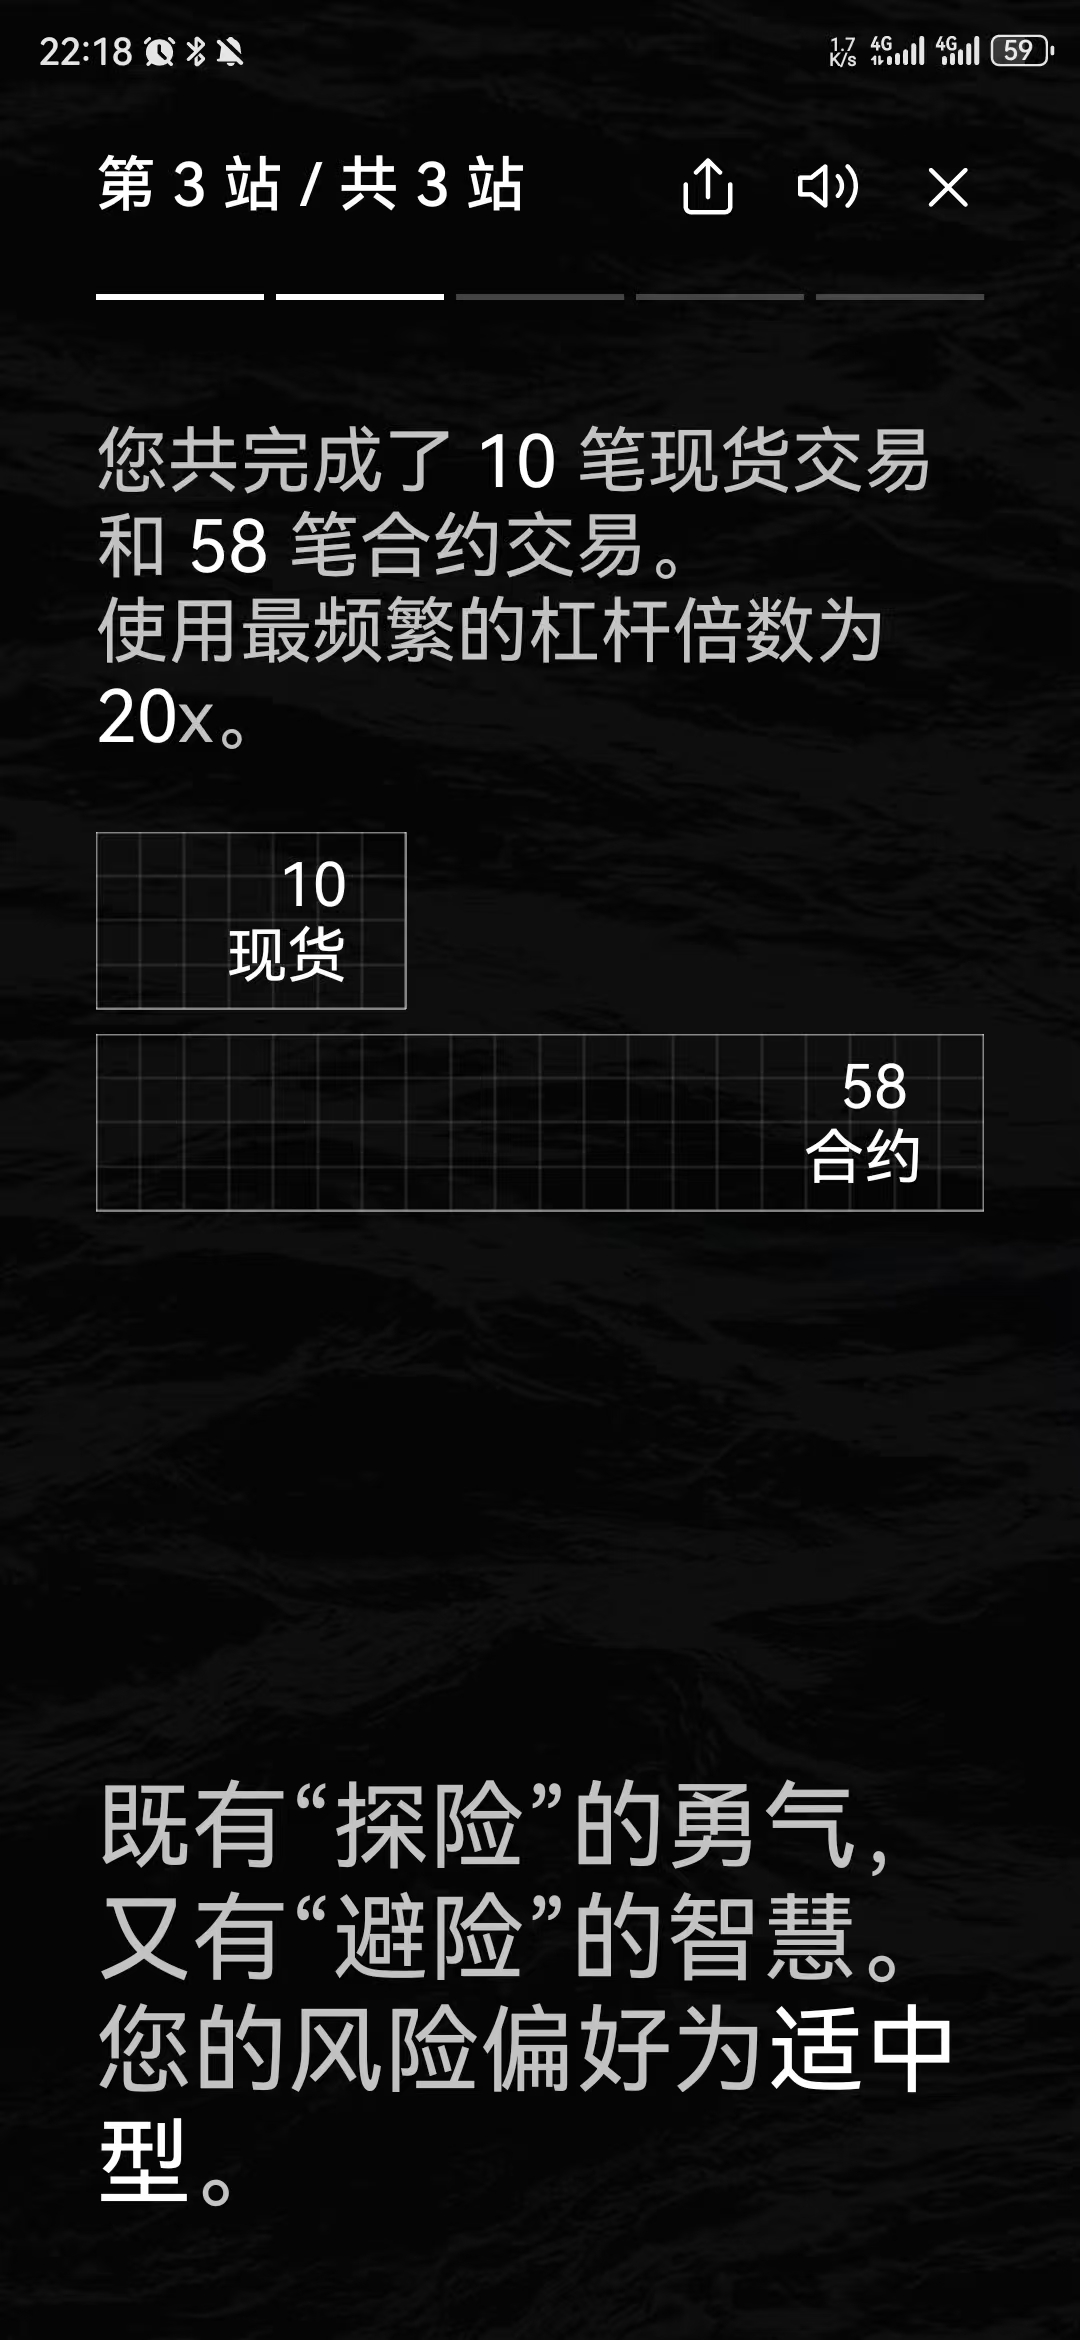 22:18
1.7 K/s 4G 4G 59
第 3 站 / 共 3 站
您共完成了 10 笔现货交易
和 58 笔合约交易。
使用最频繁的杠杆倍数为
20x。
10
现货
58
合约
既有“探险”的勇气，
又有“避险”的智慧。
您的风险偏好为适中
型。